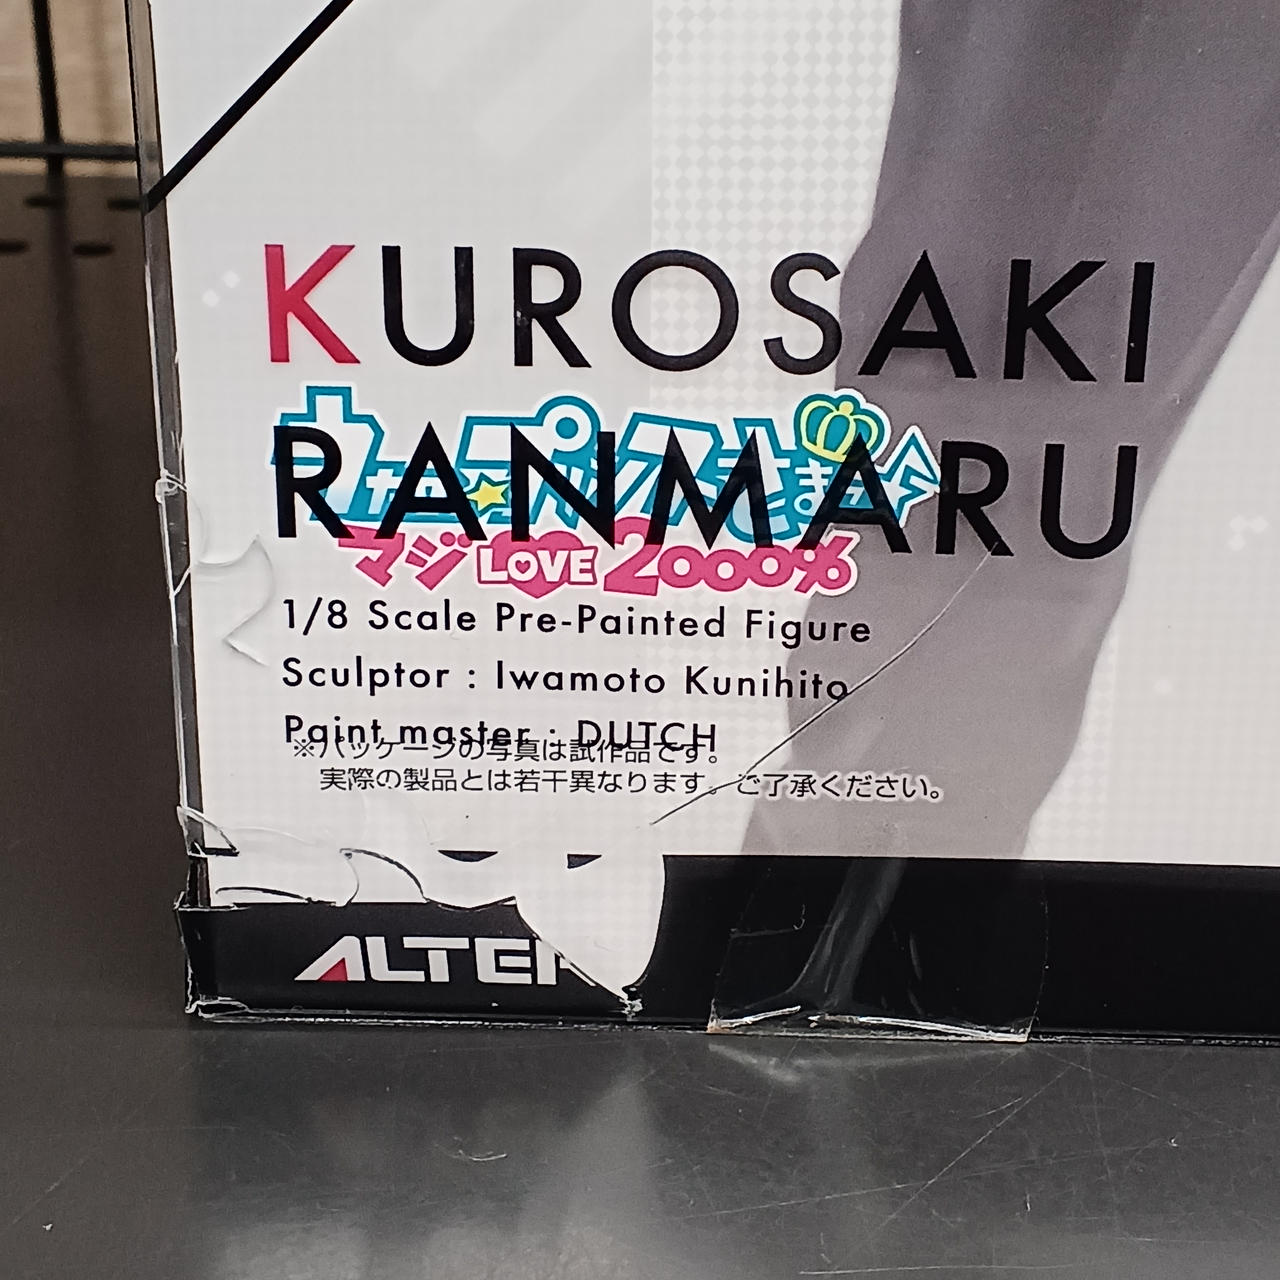 KUROSAKI
RANMARU
うたの☆プリンスさまっ♪
マジLOVE2000%
1/8 Scale Pre-Painted Figure
Sculptor : Iwamoto Kunihito
Paint master : DUTCH
※パッケージの写真は試作品です。
実際の製品とは若干異なります。ご了承ください。
ALTER